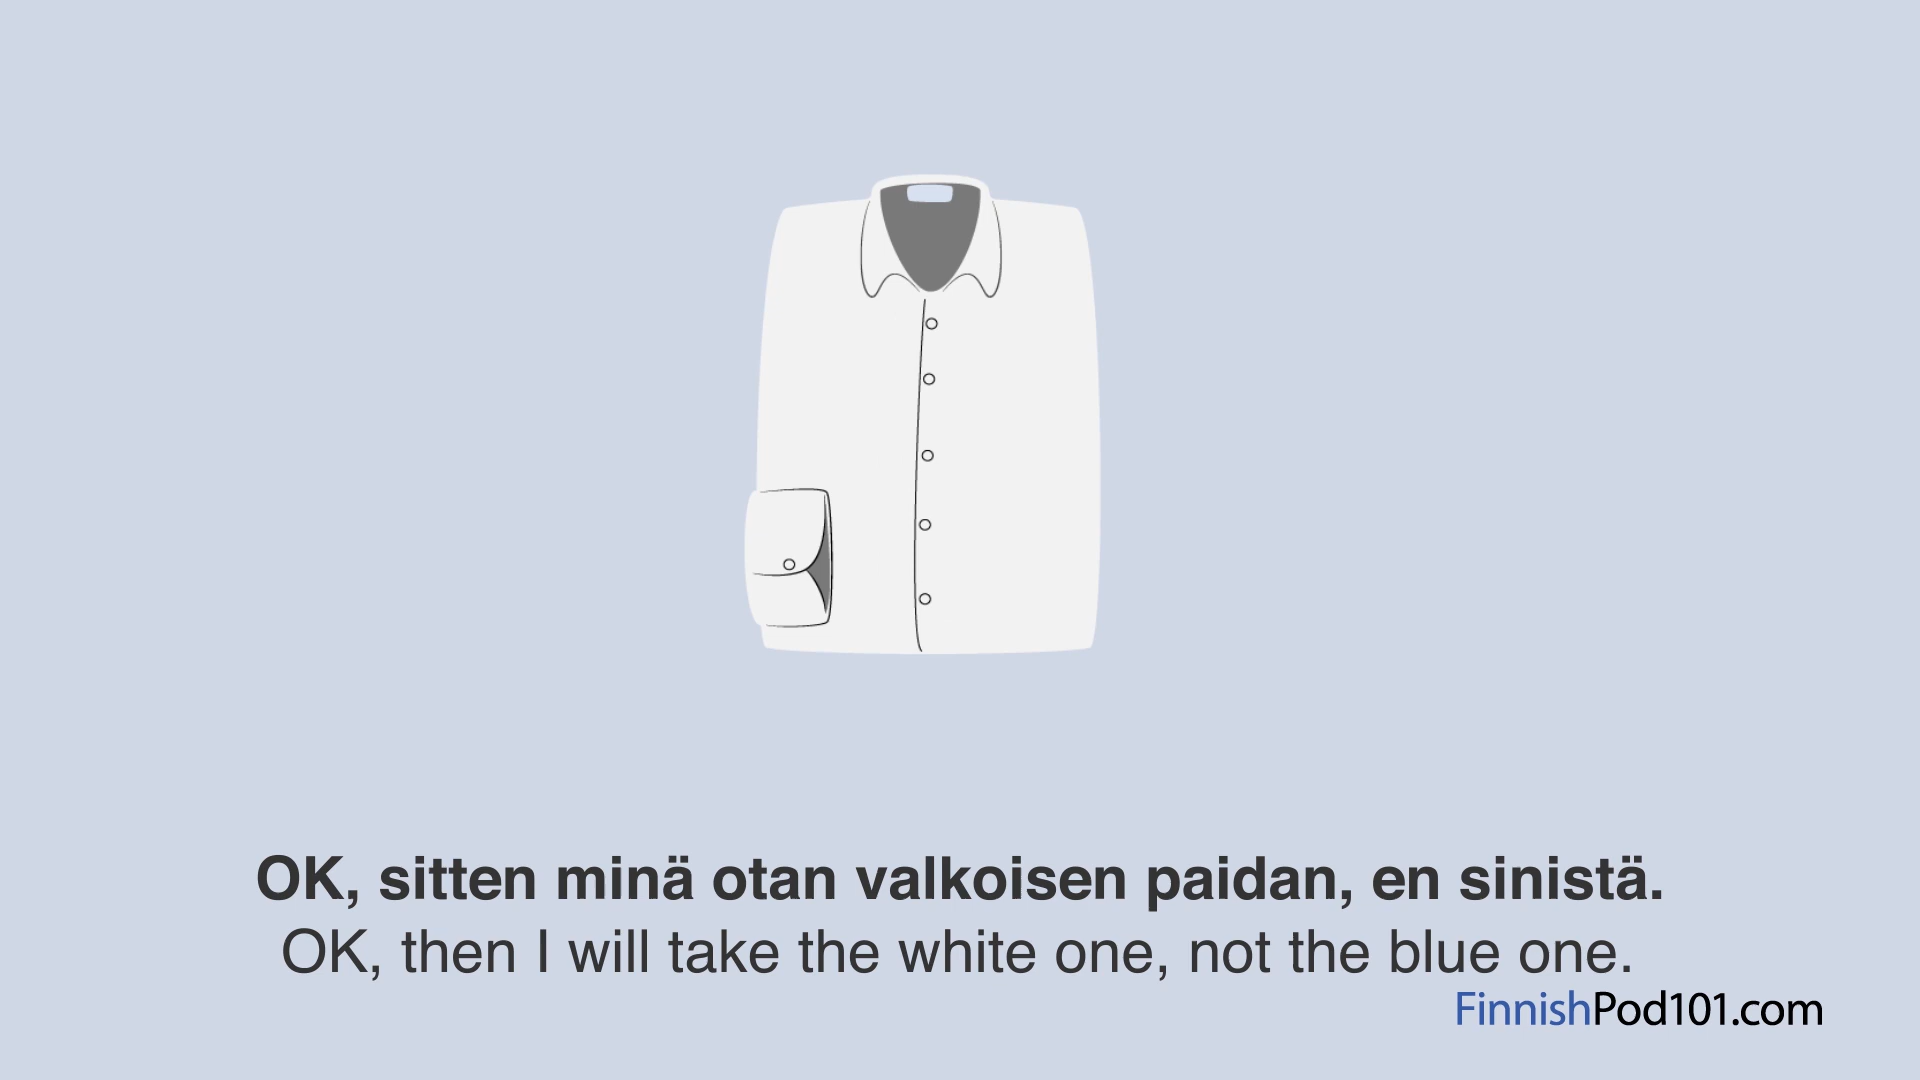 OK, sitten minä otan valkoisen paidan, en sinistä.
OK, then I will take the white one, not the blue one.
FinnishPod101.com